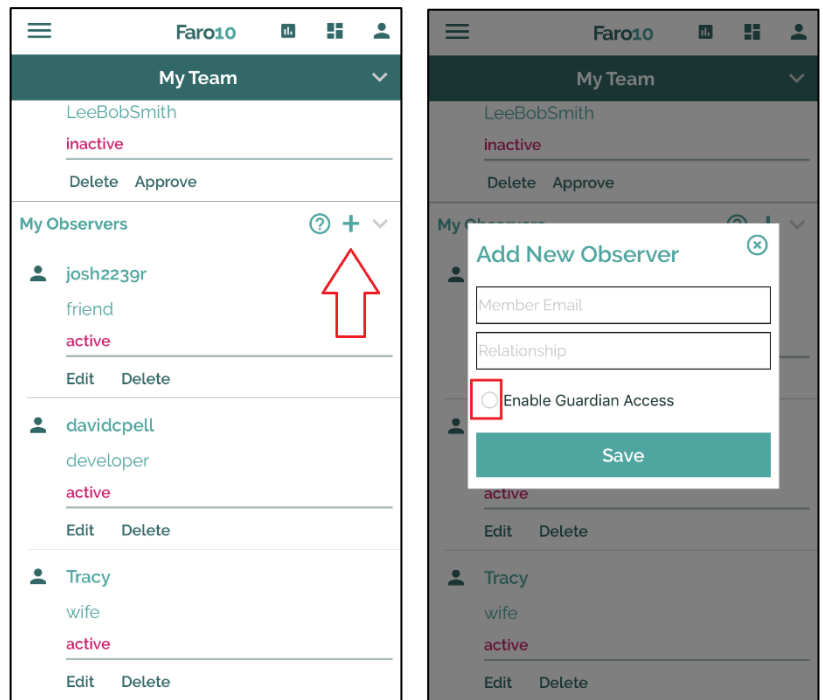 Faro10
My Team
LeeBobSmith
inactive
Delete Approve
My Observers
josh2239r
friend
active
Edit Delete
davidcpell
developer
active
Edit Delete
Tracy
wife
active
Edit Delete
Faro10
My Team
LeeBobSmith
inactive
Delete Approve
My Observers
Add New Observer
Member Email
Relationship
Enable Guardian Access
Save
active
Edit Delete
Tracy
wife
active
Edit Delete